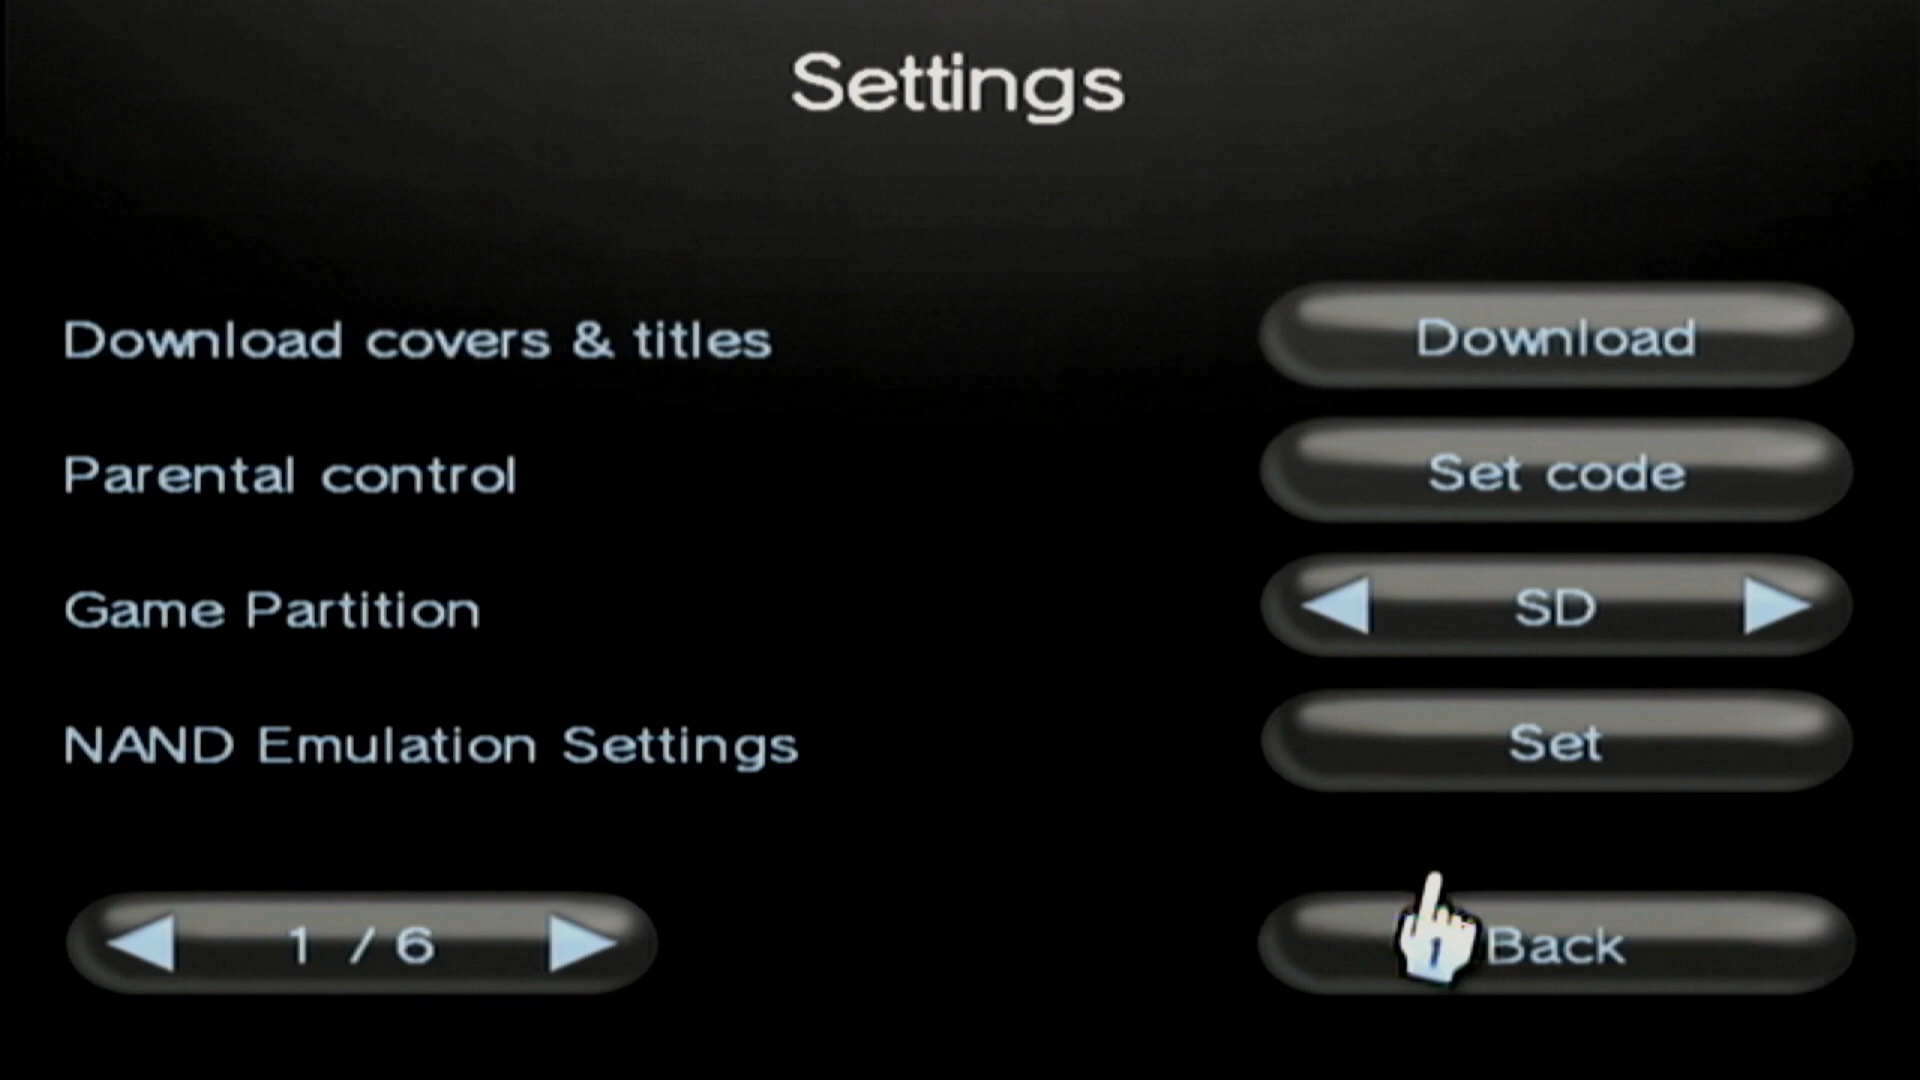 Settings
Download covers & titles
Download
Parental control
Set code
Game Partition
SD
NAND Emulation Settings
Set
1 / 6
1
Back